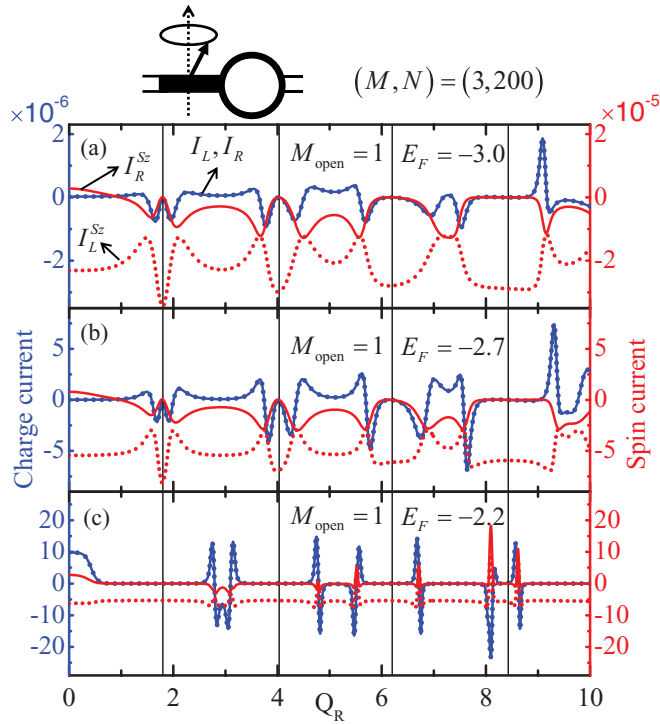 (M, N) = (3,200)
×10⁻⁶
×10⁻⁵
(a)
I_R^{Sz}
I_L, I_R
M_open = 1
E_F = −3.0
I_L^{Sz}
2
0
-2
2
0
-2
(b)
M_open = 1
E_F = −2.7
5
0
-5
5
0
-5
Charge current
Spin current
(c)
M_open = 1
E_F = −2.2
20
10
0
-10
-20
20
10
0
-10
-20
0
2
4
6
8
10
Q_R